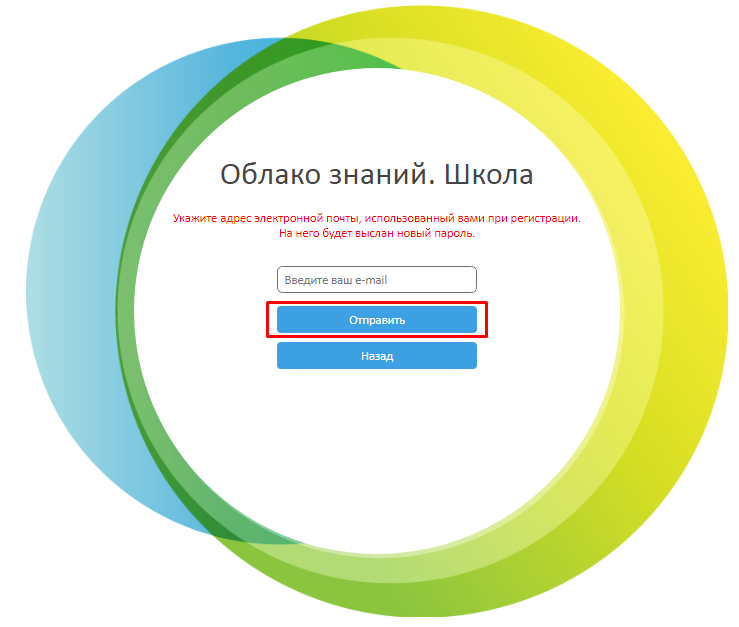 Облако знаний. Школа
Укажите адрес электронной почты, использованный вами при регистрации.
На него будет выслан новый пароль.
Введите ваш e-mail
Отправить
Назад